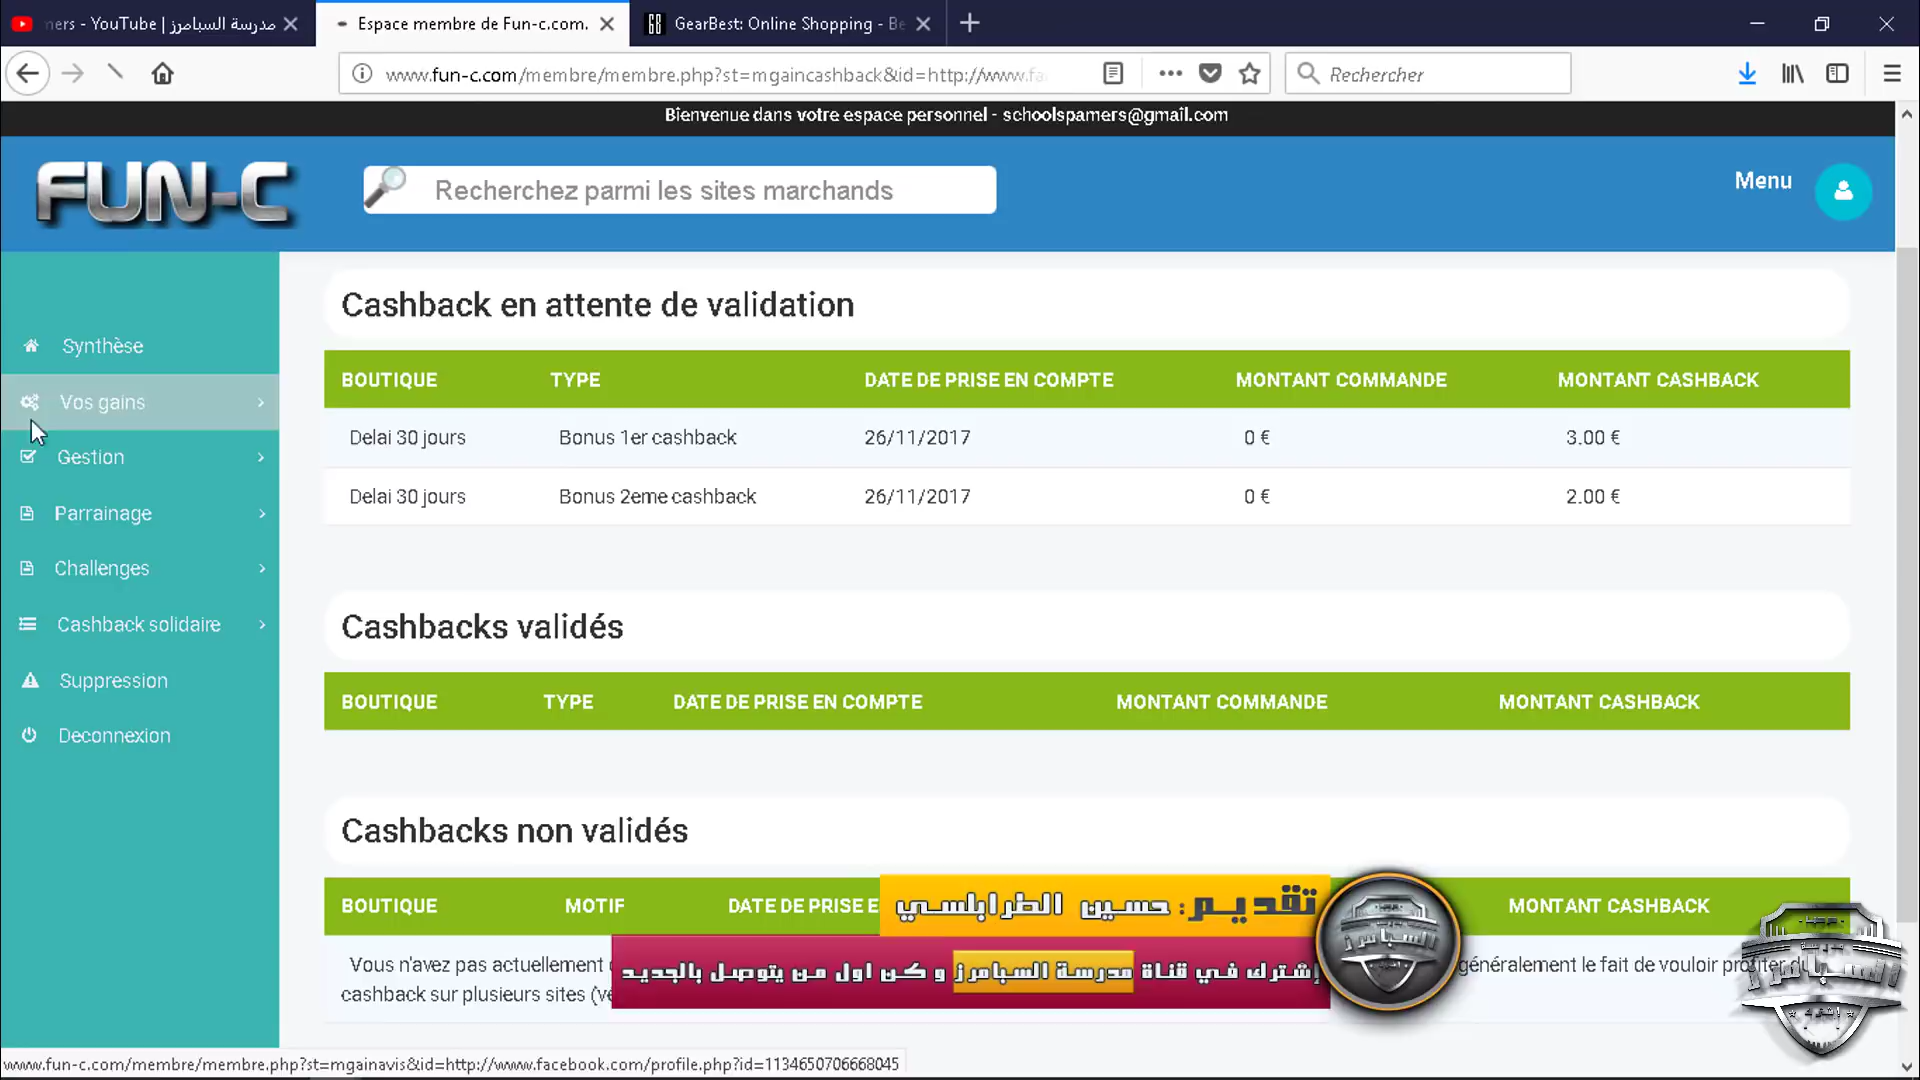 ners - YouTube | مدرسة السبامرز
Espace membre de Fun-c.com.
GearBest: Online Shopping - Be
www.fun-c.com/membre/membre.php?st=mgaincashback&id=http://www.fa
Rechercher
Bienvenue dans votre espace personnel - schoolspamers@gmail.com
FUN-C
Recherchez parmi les sites marchands
Menu
Synthèse
Vos gains
Gestion
Parrainage
Challenges
Cashback solidaire
Suppression
Deconnexion
Cashback en attente de validation
BOUTIQUE TYPE DATE DE PRISE EN COMPTE MONTANT COMMANDE MONTANT CASHBACK
Delai 30 jours Bonus 1er cashback 26/11/2017 0 € 3.00 €
Delai 30 jours Bonus 2eme cashback 26/11/2017 0 € 2.00 €
Cashbacks validés
BOUTIQUE TYPE DATE DE PRISE EN COMPTE MONTANT COMMANDE MONTANT CASHBACK
Cashbacks non validés
BOUTIQUE MOTIF DATE DE PRISE E MONTANT CASHBACK
Vous n'avez pas actuellement généralement le fait de vouloir profiter du
cashback sur plusieurs sites (ve
تقديم: حسين الطرابلسي
إشترك في قناة مدرسة السبامرز و كن اول من يتوصل بالجديد
السبامرز
www.fun-c.com/membre/membre.php?st=mgainavis&id=http://www.facebook.com/profile.php?id=1134650706668045